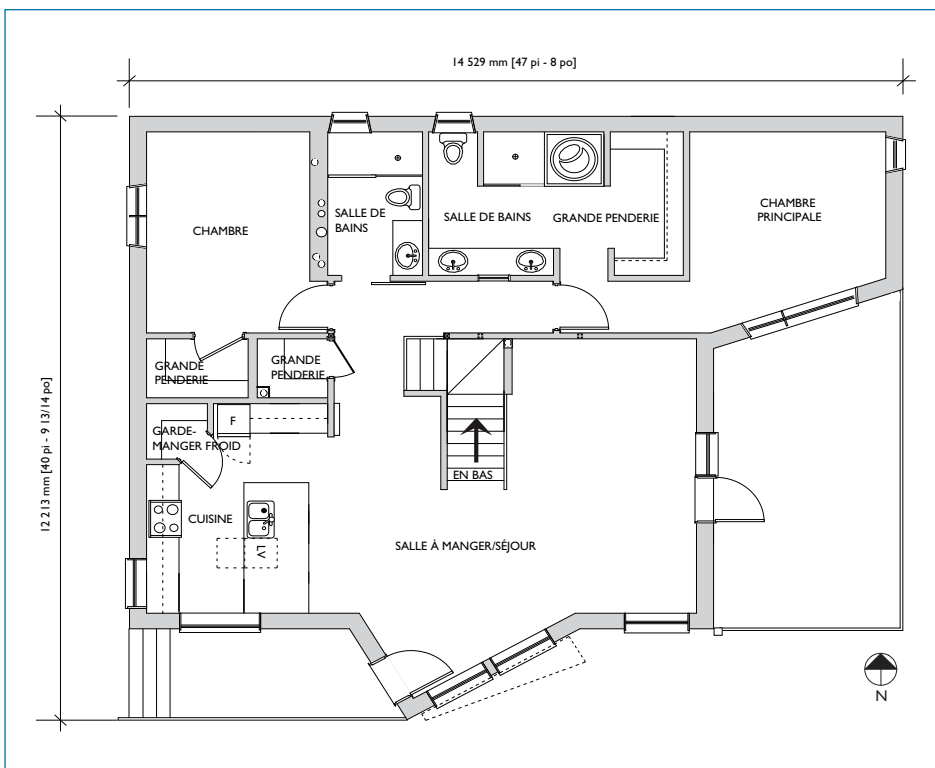 14 529 mm [47 pi - 8 po]
12 213 mm [40 pi - 9 13/14 po]
CHAMBRE
SALLE DE
BAINS
SALLE DE BAINS
GRANDE PENDERIE
CHAMBRE
PRINCIPALE
GRANDE
PENDERIE
GRANDE
PENDERIE
GARDE-
MANGER FROID
F
EN BAS
CUISINE
LV
SALLE À MANGER/SÉJOUR
N